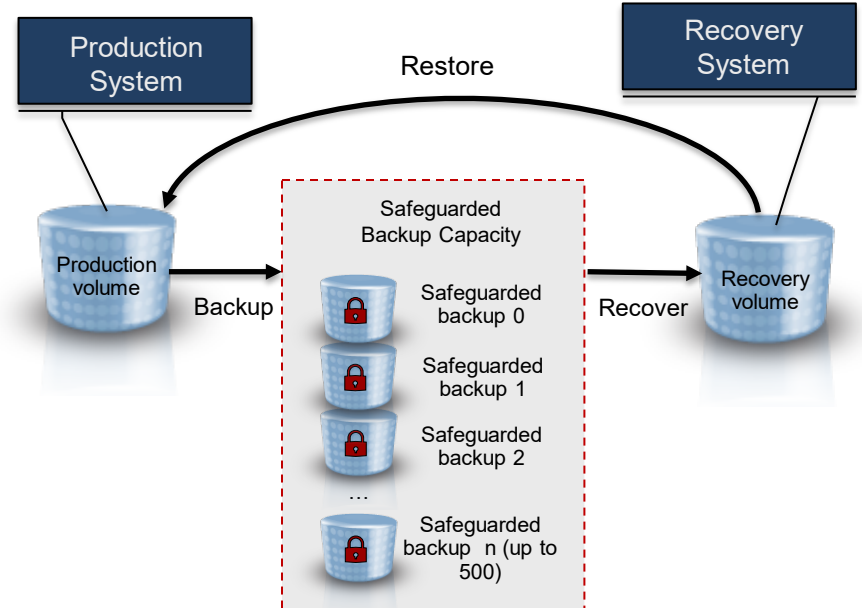 Production
System
Recovery
System
Restore
Safeguarded
Backup Capacity
Production
volume
Backup
Safeguarded
backup 0
Safeguarded
backup 1
Safeguarded
backup 2
...
Safeguarded
backup n (up to
500)
Recover
Recovery
volume